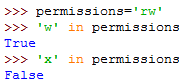 >>> permissions='rw'
>>> 'w' in permissions
True
>>> 'x' in permissions
False